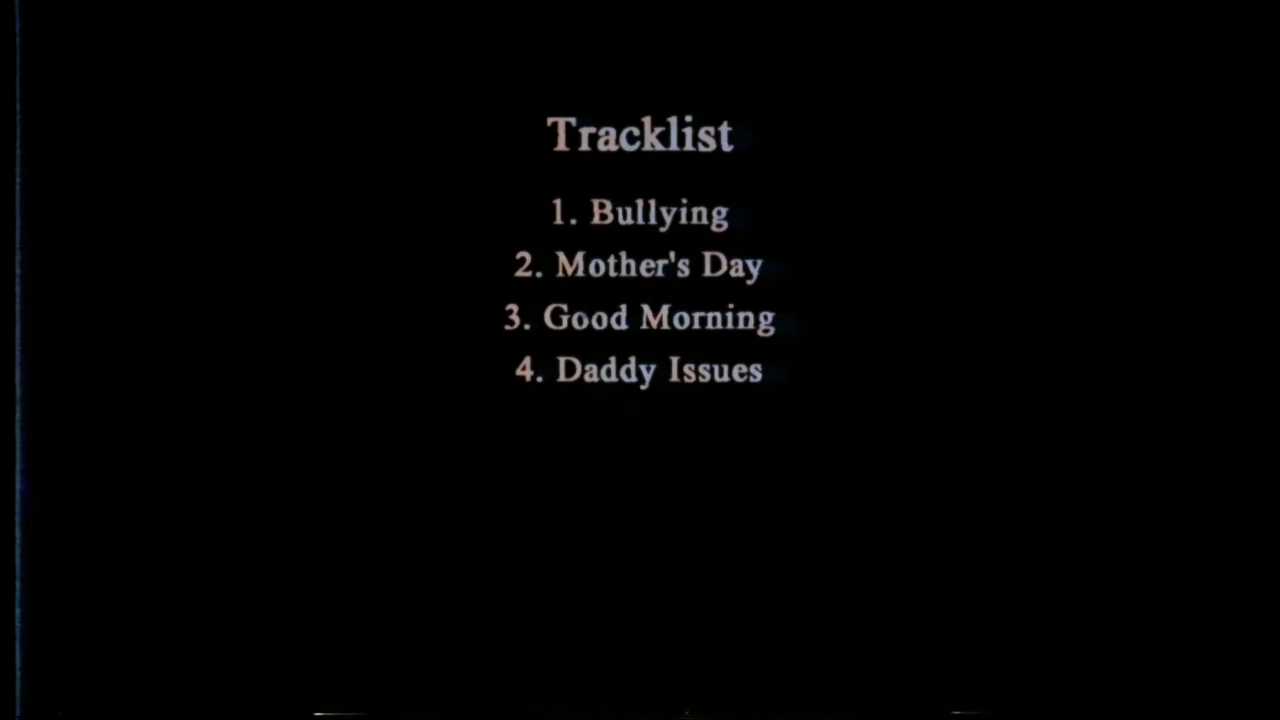 Tracklist
1. Bullying
2. Mother's Day
3. Good Morning
4. Daddy Issues